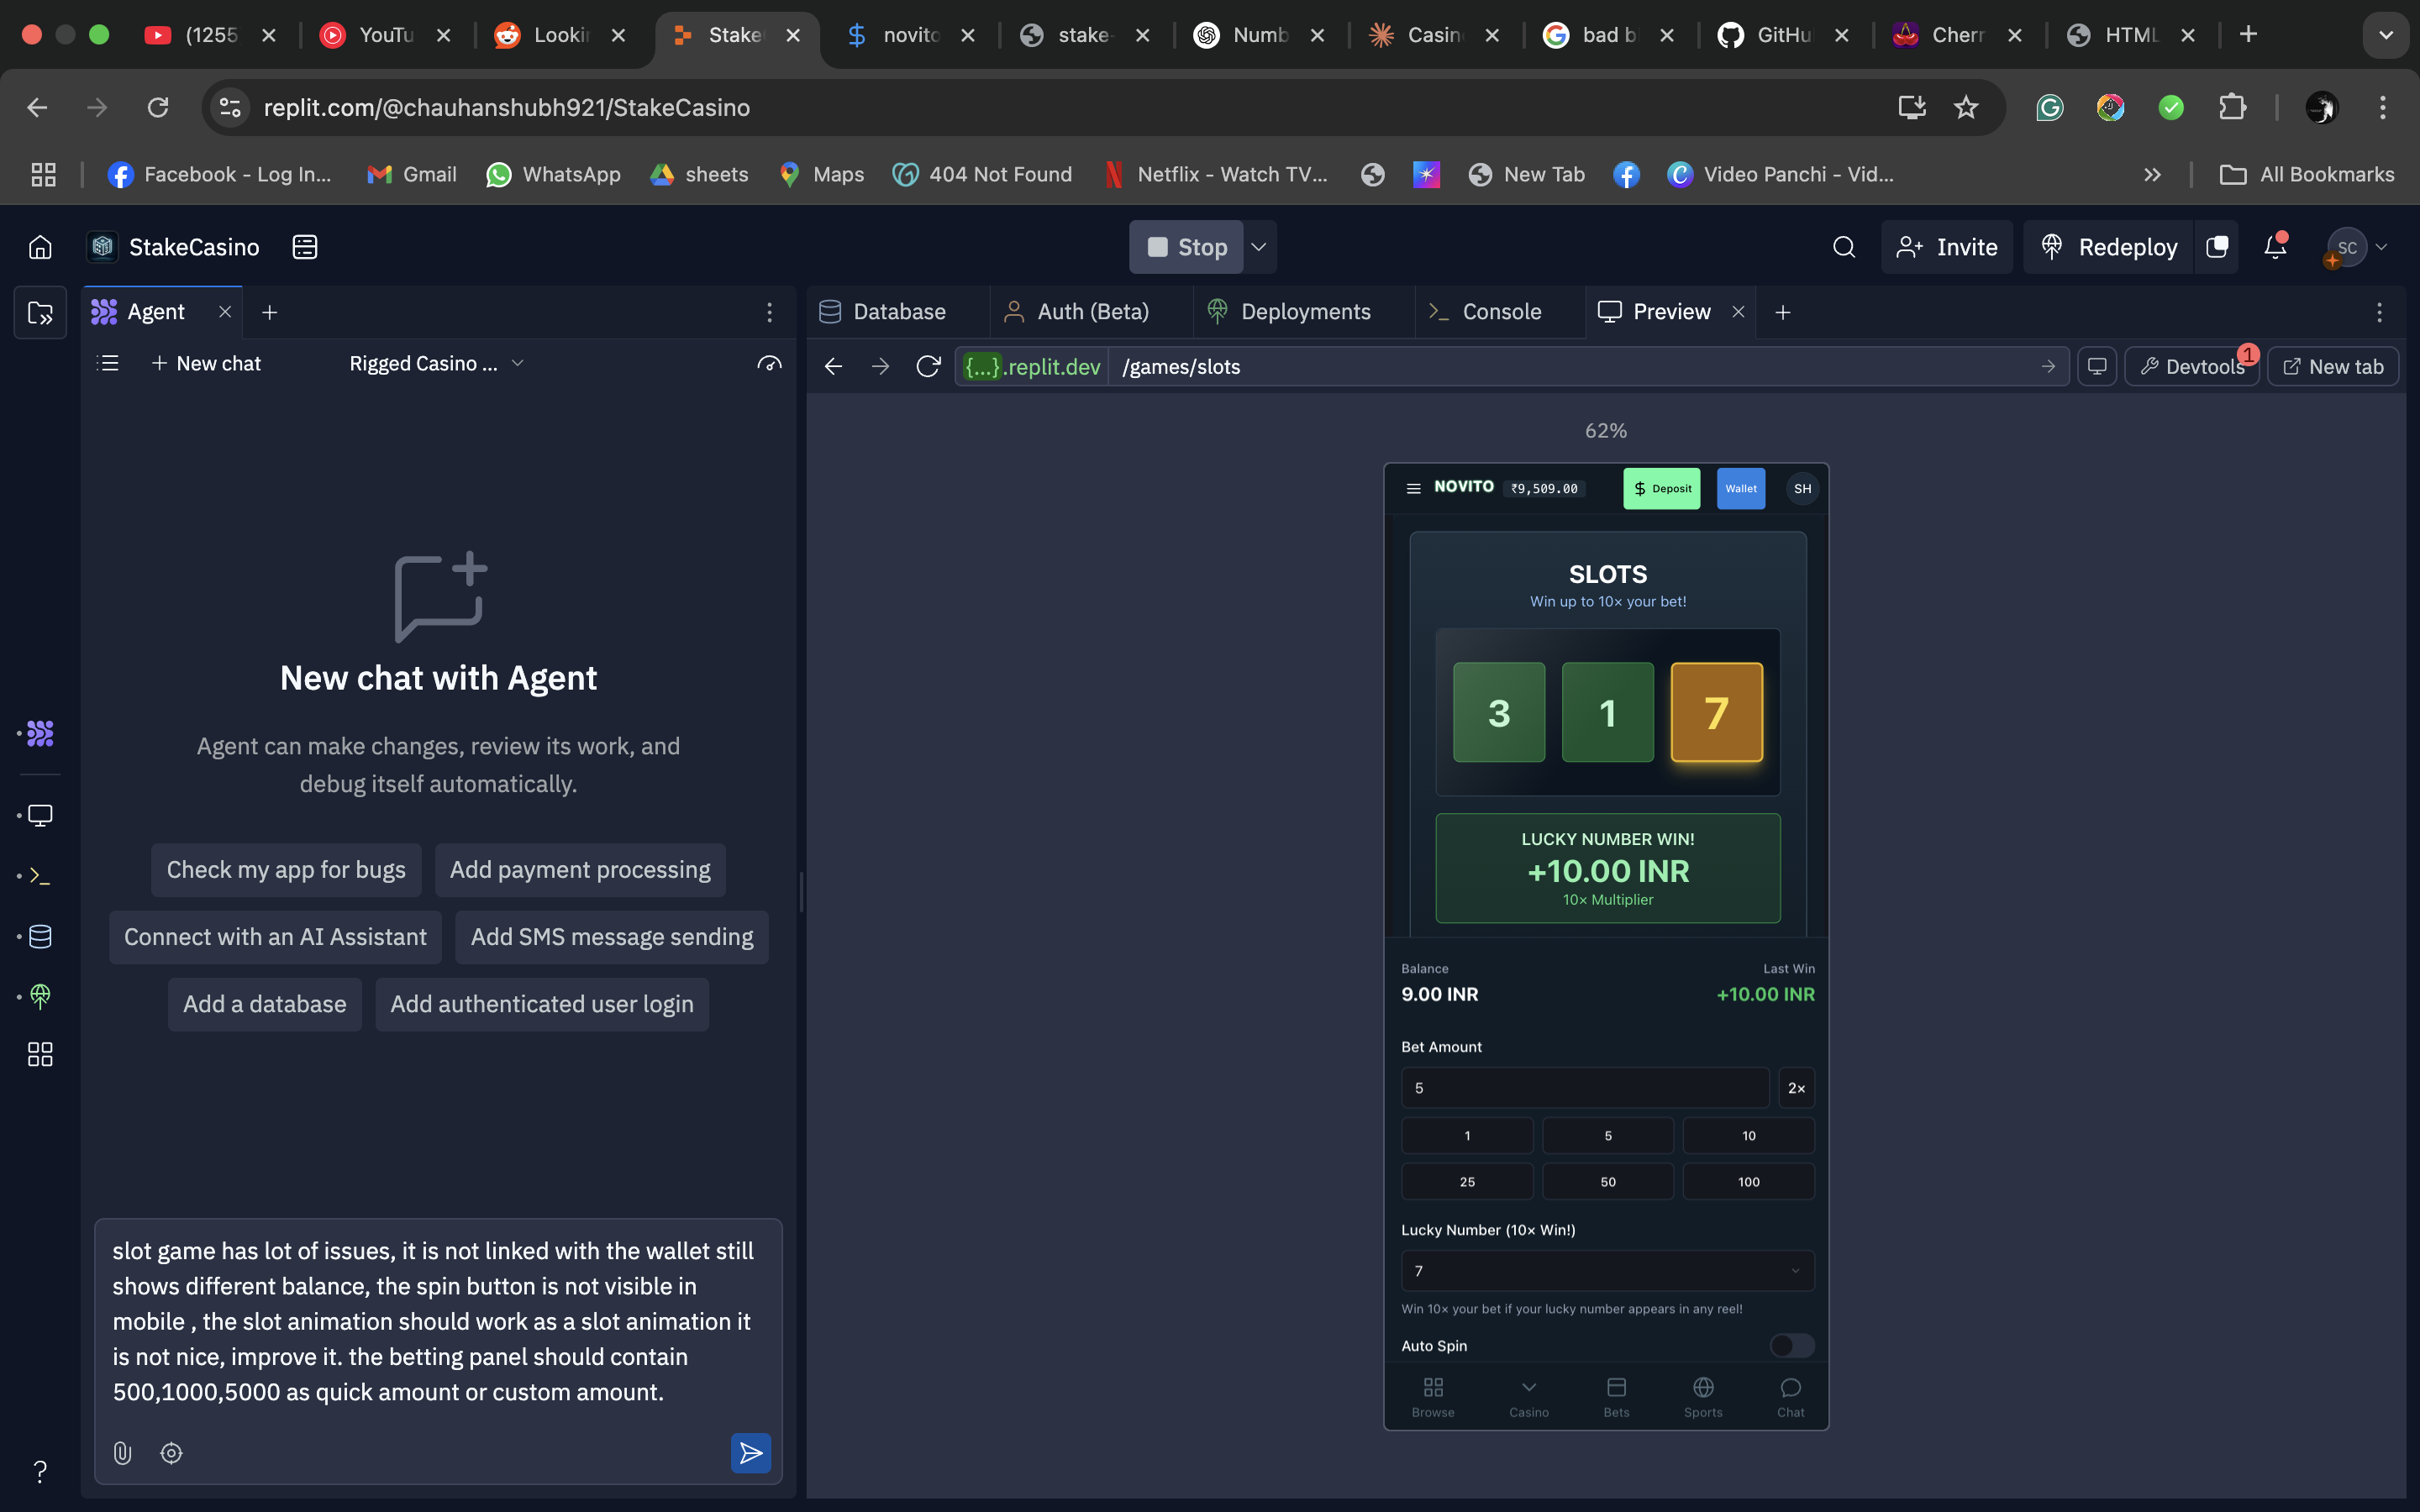 (1255
YouTu
Lookin
Stake
novito
stake-
Numb
Casin
bad b
GitHu
Cherr
HTML
replit.com/@chauhanshubh921/StakeCasino
Facebook - Log In...
Gmail
WhatsApp
sheets
Maps
404 Not Found
Netflix - Watch TV...
New Tab
Video Panchi - Vid...
All Bookmarks
StakeCasino
Stop
Invite
Redeploy
SC
Agent
Database
Auth (Beta)
Deployments
Console
Preview
New chat
Rigged Casino ...
{...}.replit.dev
/games/slots
Devtools
1
New tab
62%
New chat with Agent
Agent can make changes, review its work, and
debug itself automatically.
Check my app for bugs
Add payment processing
Connect with an AI Assistant
Add SMS message sending
Add a database
Add authenticated user login
slot game has lot of issues, it is not linked with the wallet still
shows different balance, the spin button is not visible in
mobile , the slot animation should work as a slot animation it
is not nice, improve it. the betting panel should contain
500,1000,5000 as quick amount or custom amount.
NOVITO
₹9,509.00
$ Deposit
Wallet
SH
SLOTS
Win up to 10× your bet!
3
1
7
LUCKY NUMBER WIN!
+10.00 INR
10× Multiplier
Balance
Last Win
9.00 INR
+10.00 INR
Bet Amount
5
2×
1
5
10
25
50
100
Lucky Number (10× Win!)
7
Win 10× your bet if your lucky number appears in any reel!
Auto Spin
Browse
Casino
Bets
Sports
Chat